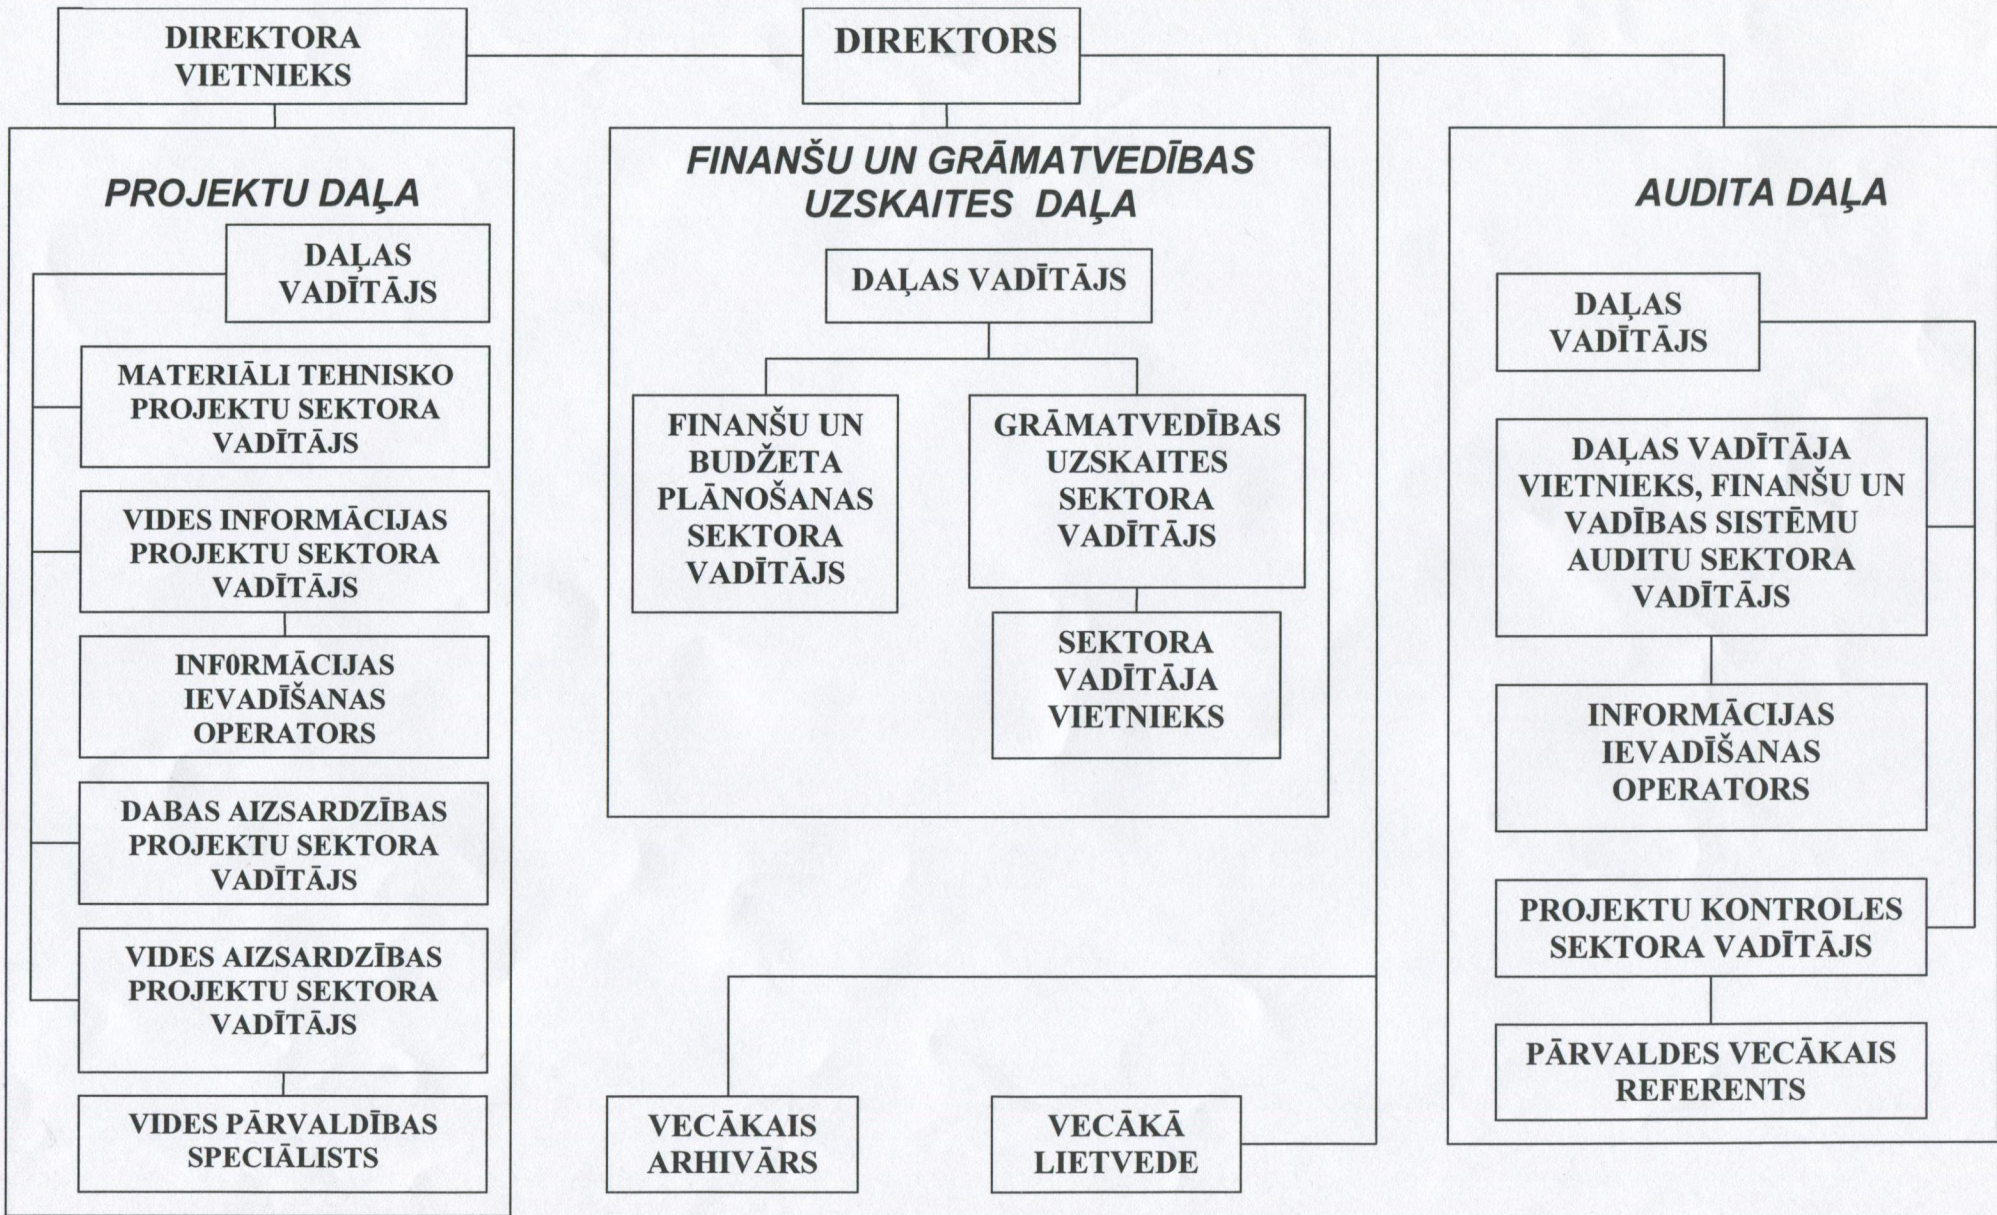 DIREKTORA
VIETNIEKS
DIREKTORS
PROJEKTU DAĻA
DAĻAS
VADĪTĀJS
MATERIĀLI TEHNISKO
PROJEKTU SEKTORA
VADĪTĀJS
VIDES INFORMĀCIJAS
PROJEKTU SEKTORA
VADĪTĀJS
INF0RMĀCIJAS
IEVADĪŠANAS
OPERATORS
DABAS AIZSARDZĪBAS
PROJEKTU SEKTORA
VADĪTĀJS
VIDES AIZSARDZĪBAS
PROJEKTU SEKTORA
VADĪTĀJS
VIDES PĀRVALDĪBAS
SPECIĀLISTS
FINANŠU UN GRĀMATVEDĪBAS
UZSKAITES DAĻA
DAĻAS VADĪTĀJS
FINANŠU UN
BUDŽETA
PLĀNOŠANAS
SEKTORA
VADĪTĀJS
GRĀMATVEDĪBAS
UZSKAITES
SEKTORA
VADĪTĀJS
SEKTORA
VADĪTĀJA
VIETNIEKS
VECĀKAIS
ARHIVĀRS
VECĀKĀ
LIETVEDE
AUDITA DAĻA
DAĻAS
VADĪTĀJS
DAĻAS VADĪTĀJA
VIETNIEKS, FINANŠU UN
VADĪBAS SISTĒMU
AUDITU SEKTORA
VADĪTĀJS
INFORMĀCIJAS
IEVADĪŠANAS
OPERATORS
PROJEKTU KONTROLES
SEKTORA VADĪTĀJS
PĀRVALDES VECĀKAIS
REFERENTS